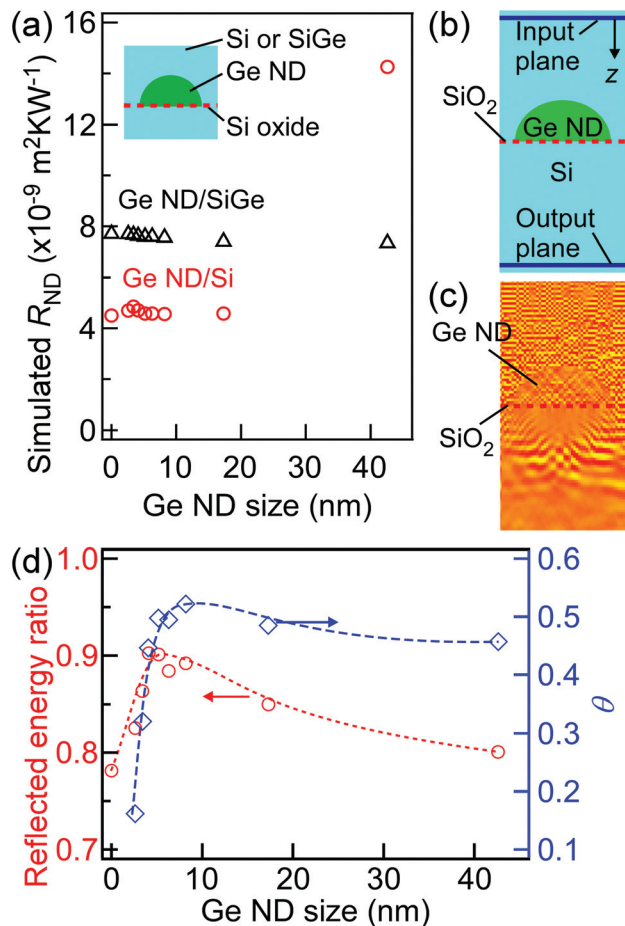 (a)
16
12
8
4
0
Simulated R_ND (x10⁻⁹ m²KW⁻¹)
Si or SiGe
Ge ND
Si oxide
Ge ND/SiGe
Ge ND/Si
0 10 20 30 40
Ge ND size (nm)
(b)
Input
plane
z
SiO₂
Ge ND
Si
Output
plane
(c)
Ge ND
SiO₂
(d)
1.0
0.9
0.8
0.7
Reflected energy ratio
0.6
0.5
0.4
0.3
0.2
0.1
θ
0 10 20 30 40
Ge ND size (nm)